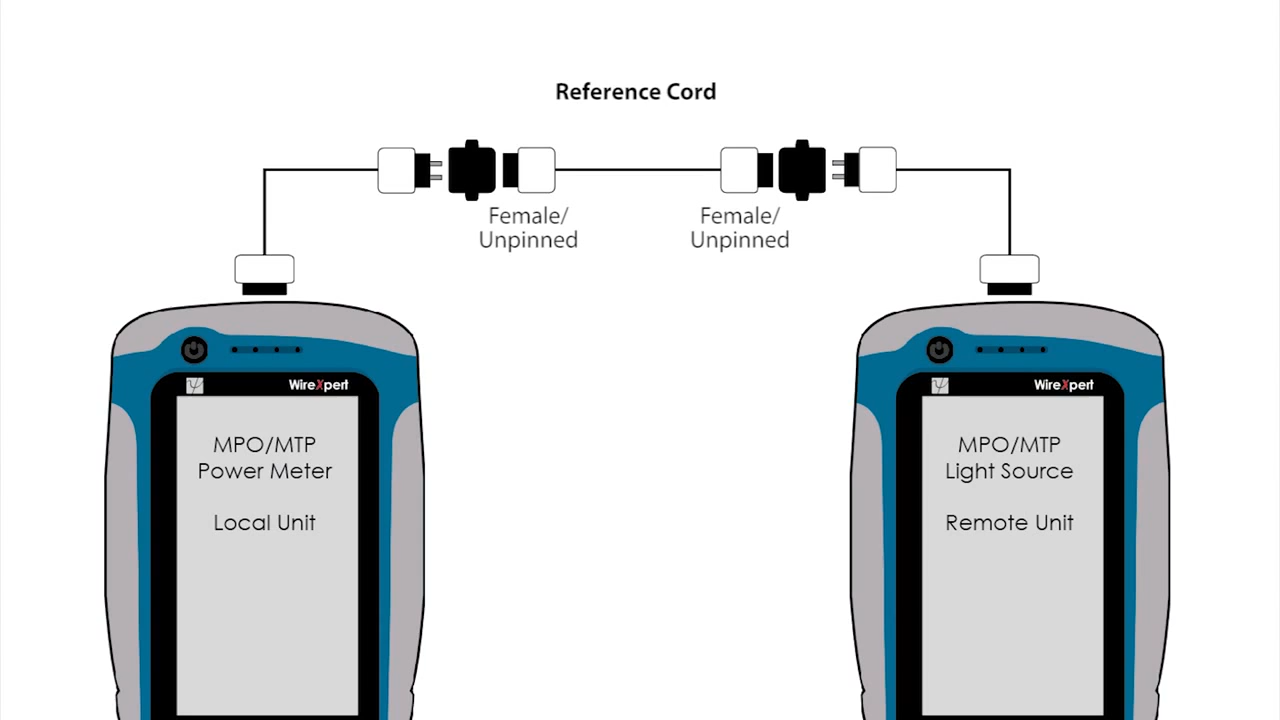 Reference Cord
Female/
Unpinned
Female/
Unpinned
WireXpert
MPO/MTP
Power Meter
Local Unit
WireXpert
MPO/MTP
Light Source
Remote Unit